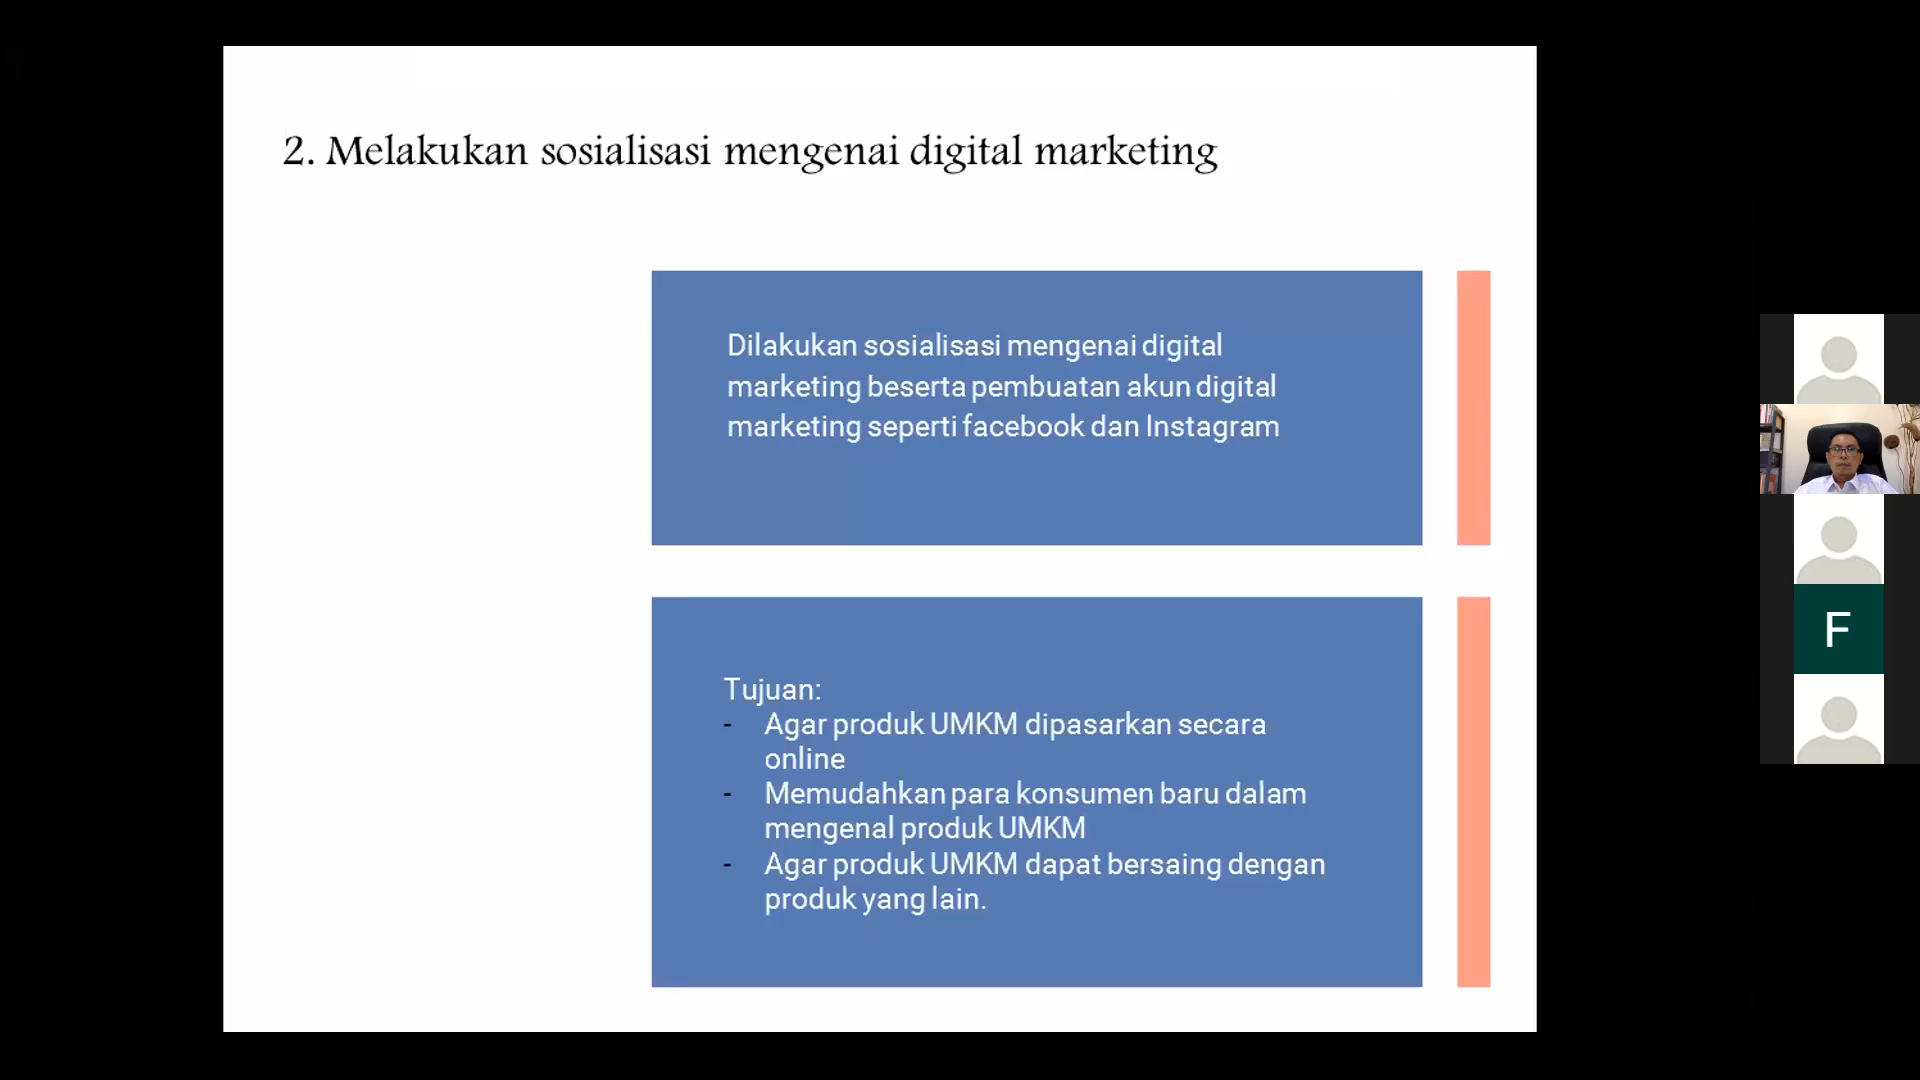 2. Melakukan sosialisasi mengenai digital marketing
Dilakukan sosialisasi mengenai digital
marketing beserta pembuatan akun digital
marketing seperti facebook dan Instagram
Tujuan:
- Agar produk UMKM dipasarkan secara
online
- Memudahkan para konsumen baru dalam
mengenal produk UMKM
- Agar produk UMKM dapat bersaing dengan
produk yang lain.
F